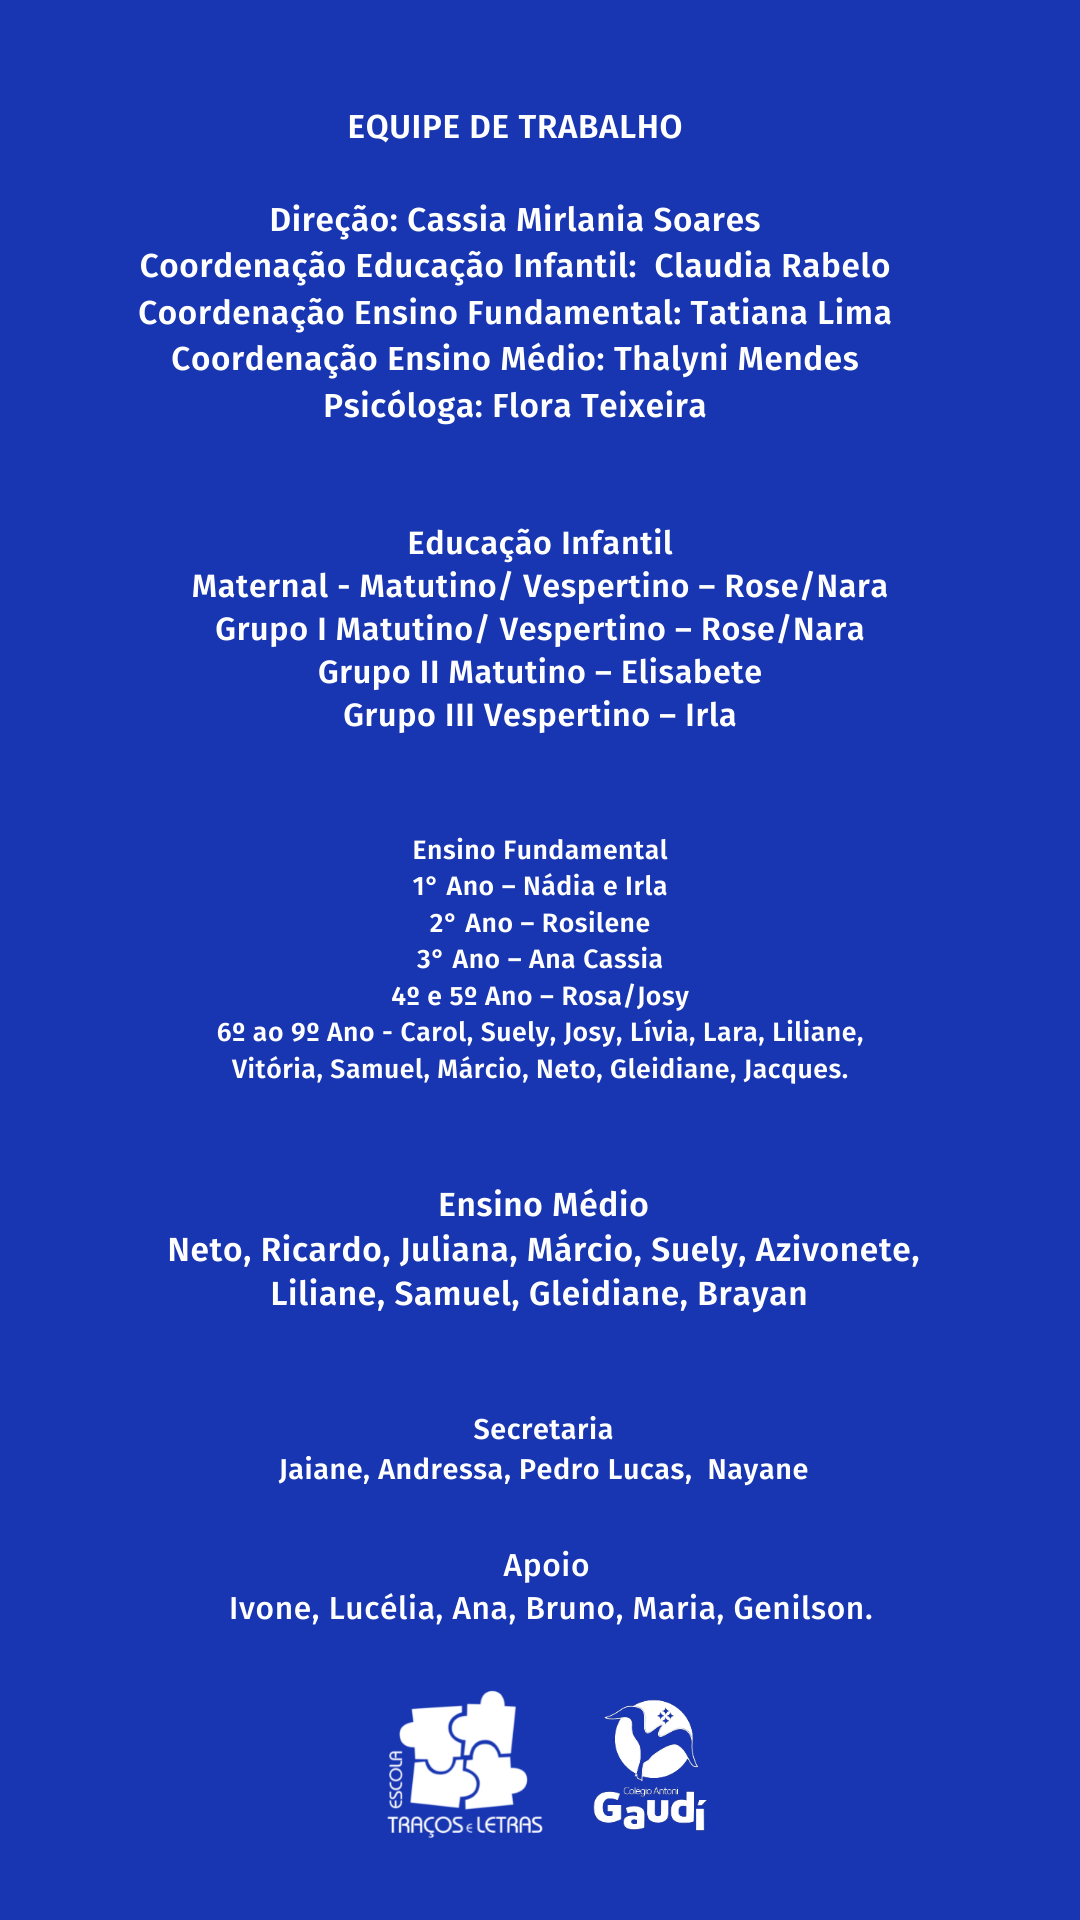 EQUIPE DE TRABALHO
Direção: Cassia Mirlania Soares
Coordenação Educação Infantil:  Claudia Rabelo
Coordenação Ensino Fundamental: Tatiana Lima
Coordenação Ensino Médio: Thalyni Mendes
Psicóloga: Flora Teixeira
Educação Infantil
Maternal - Matutino/ Vespertino – Rose/Nara
Grupo I Matutino/ Vespertino – Rose/Nara
Grupo II Matutino – Elisabete
Grupo III Vespertino – Irla
Ensino Fundamental
1° Ano – Nádia e Irla
2° Ano – Rosilene
3° Ano – Ana Cassia
4º e 5º Ano – Rosa/Josy
6º ao 9º Ano - Carol, Suely, Josy, Lívia, Lara, Liliane,
Vitória, Samuel, Márcio, Neto, Gleidiane, Jacques.
Ensino Médio
Neto, Ricardo, Juliana, Márcio, Suely, Azivonete,
Liliane, Samuel, Gleidiane, Brayan
Secretaria
Jaiane, Andressa, Pedro Lucas,  Nayane
Apoio
Ivone, Lucélia, Ana, Bruno, Maria, Genilson.
ESCOLA
TRAÇOS E LETRAS
Colégio Antoni
Gaudí